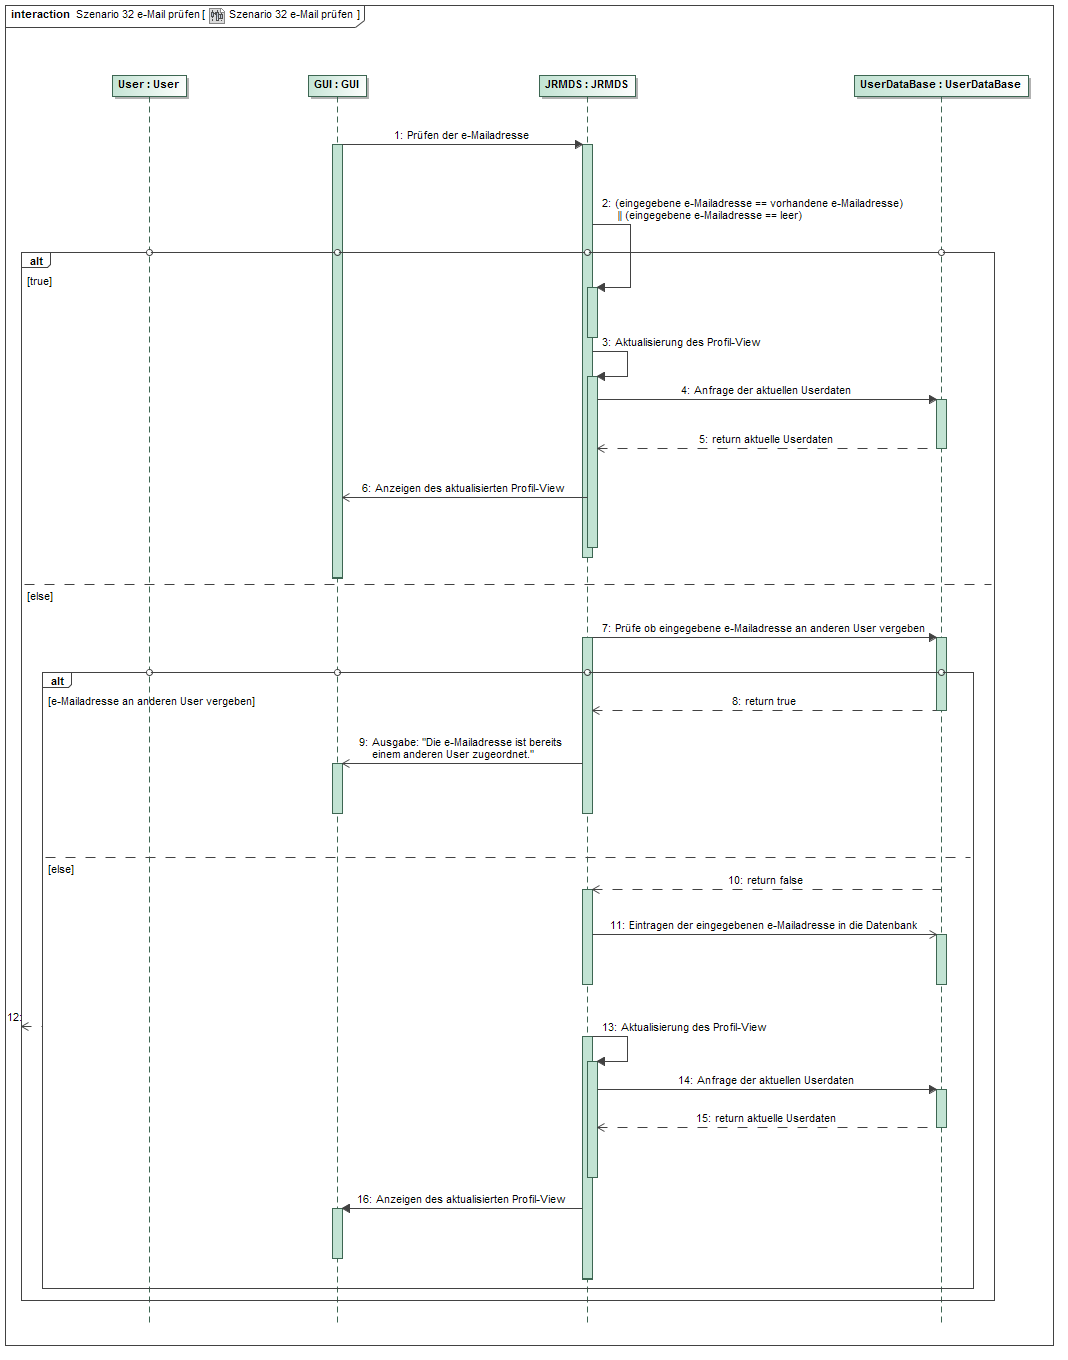 interaction Szenario 32 e-Mail prüfen [ Szenario 32 e-Mail prüfen ]
User : User
GUI : GUI
JRMDS : JRMDS
UserDataBase : UserDataBase
1: Prüfen der e-Mailadresse
2: (eingegebene e-Mailadresse == vorhandene e-Mailadresse)
|| (eingegebene e-Mailadresse == leer)
alt
[true]
3: Aktualisierung des Profil-View
4: Anfrage der aktuellen Userdaten
5: return aktuelle Userdaten
6: Anzeigen des aktualisierten Profil-View
[else]
7: Prüfe ob eingegebene e-Mailadresse an anderen User vergeben
alt
[e-Mailadresse an anderen User vergeben]
8: return true
9: Ausgabe: "Die e-Mailadresse ist bereits
einem anderen User zugeordnet."
[else]
10: return false
11: Eintragen der eingegebenen e-Mailadresse in die Datenbank
12:
13: Aktualisierung des Profil-View
14: Anfrage der aktuellen Userdaten
15: return aktuelle Userdaten
16: Anzeigen des aktualisierten Profil-View